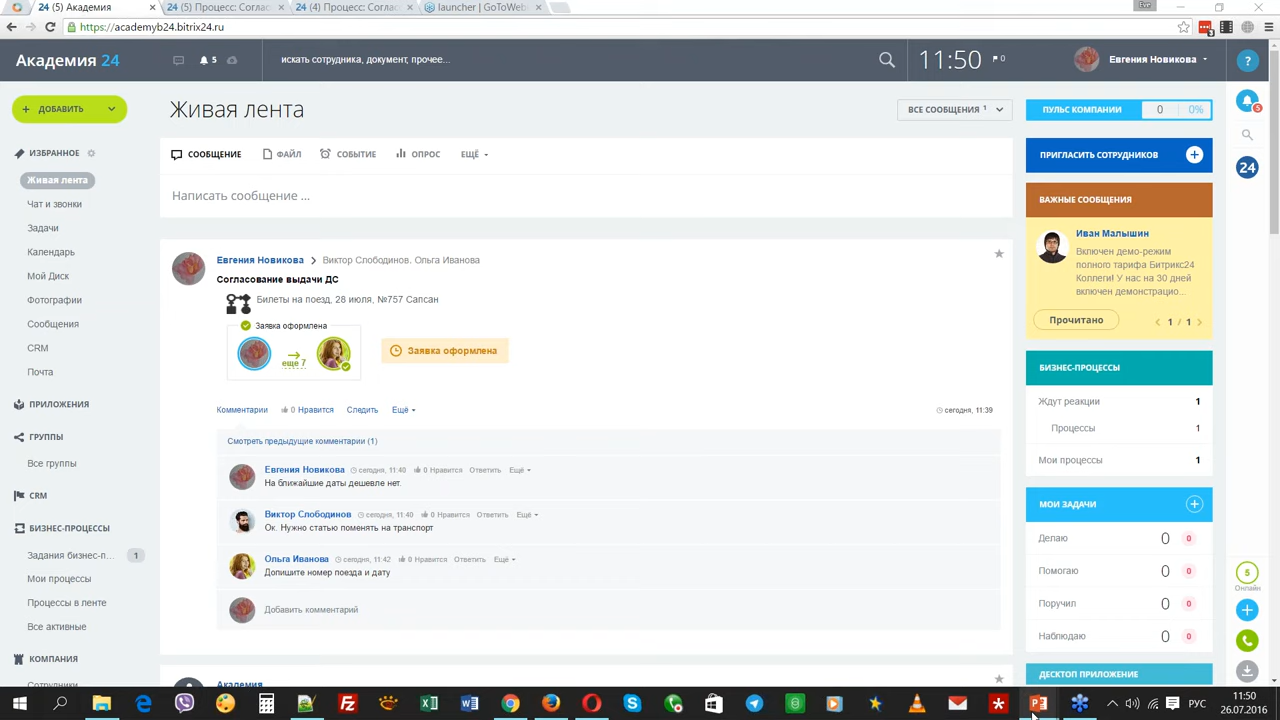 24 (5) Академия
24 (5) Процесс: Соглас
24 (4) Процесс: Соглас
launcher | GoToWeb
Eve
https://academyb24.bitrix24.ru
3
Академия 24
5
искать сотрудника, документ, прочее...
11:50
0
Евгения Новикова
?
+ ДОБАВИТЬ
Живая лента
ВСЕ СООБЩЕНИЯ 1
ПУЛЬС КОМПАНИИ 0 0%
5
ИЗБРАННОЕ
Живая лента
Чат и звонки
Задачи
Календарь
Мой Диск
Фотографии
Сообщения
CRM
Почта
ПРИЛОЖЕНИЯ
ГРУППЫ
Все группы
CRM
БИЗНЕС-ПРОЦЕССЫ
Задания бизнес-п... 1
Мои процессы
Процессы в ленте
Все активные
КОМПАНИЯ
Сотрудники
СООБЩЕНИЕ ФАЙЛ СОБЫТИЕ ОПРОС ЕЩЁ
Написать сообщение ...
Евгения Новикова > Виктор Слободинов, Ольга Иванова
Согласование выдачи ДС
Билеты на поезд, 28 июля, №757 Сапсан
Заявка оформлена
еще 7
Заявка оформлена
Комментарии 0 Нравится Следить Ещё
сегодня, 11:39
Смотреть предыдущие комментарии (1)
Евгения Новикова сегодня, 11:40 0 Нравится Ответить Ещё
На ближайшие даты дешевле нет.
Виктор Слободинов сегодня, 11:40 0 Нравится Ответить Ещё
Ок. Нужно статью поменять на транспорт
Ольга Иванова сегодня, 11:42 0 Нравится Ответить Ещё
Допишите номер поезда и дату
Добавить комментарий
Академия
ПРИГЛАСИТЬ СОТРУДНИКОВ +
24
ВАЖНЫЕ СООБЩЕНИЯ
Иван Малышин
Включен демо-режим
полного тарифа Битрикс24
Коллеги! У нас на 30 дней
включен демонстрацио...
Прочитано
< 1 / 1 >
БИЗНЕС-ПРОЦЕССЫ
Ждут реакции 1
Процессы 1
Мои процессы 1
МОИ ЗАДАЧИ +
Делаю 0 0
Помогаю 0 0
Поручил 0 0
Наблюдаю 0 0
ДЕСКТОП ПРИЛОЖЕНИЕ
5
Онлайн
РУС
11:50
26.07.2016